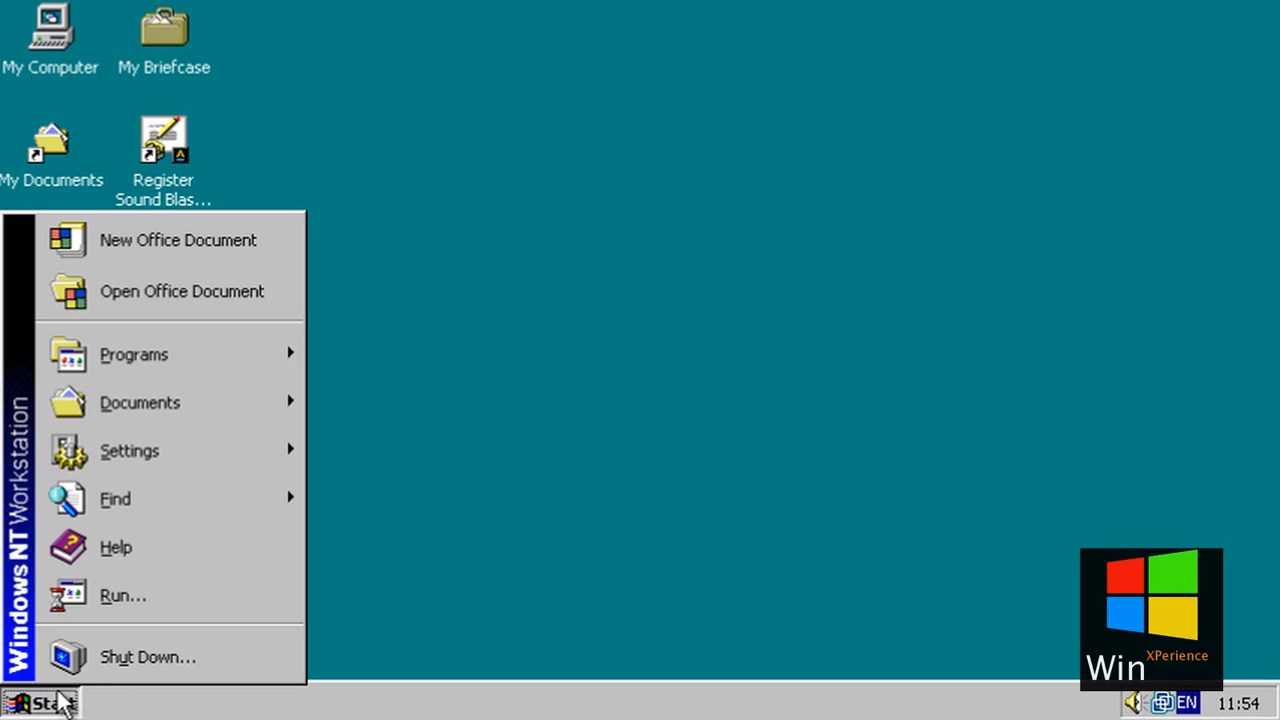 My Computer
My Briefcase
My Documents
Register
Sound Blas...
New Office Document
Open Office Document
Programs
Documents
Settings
Find
Help
Run...
Shut Down...
Windows NT Workstation
Start
Win XPerience
EN
11:54